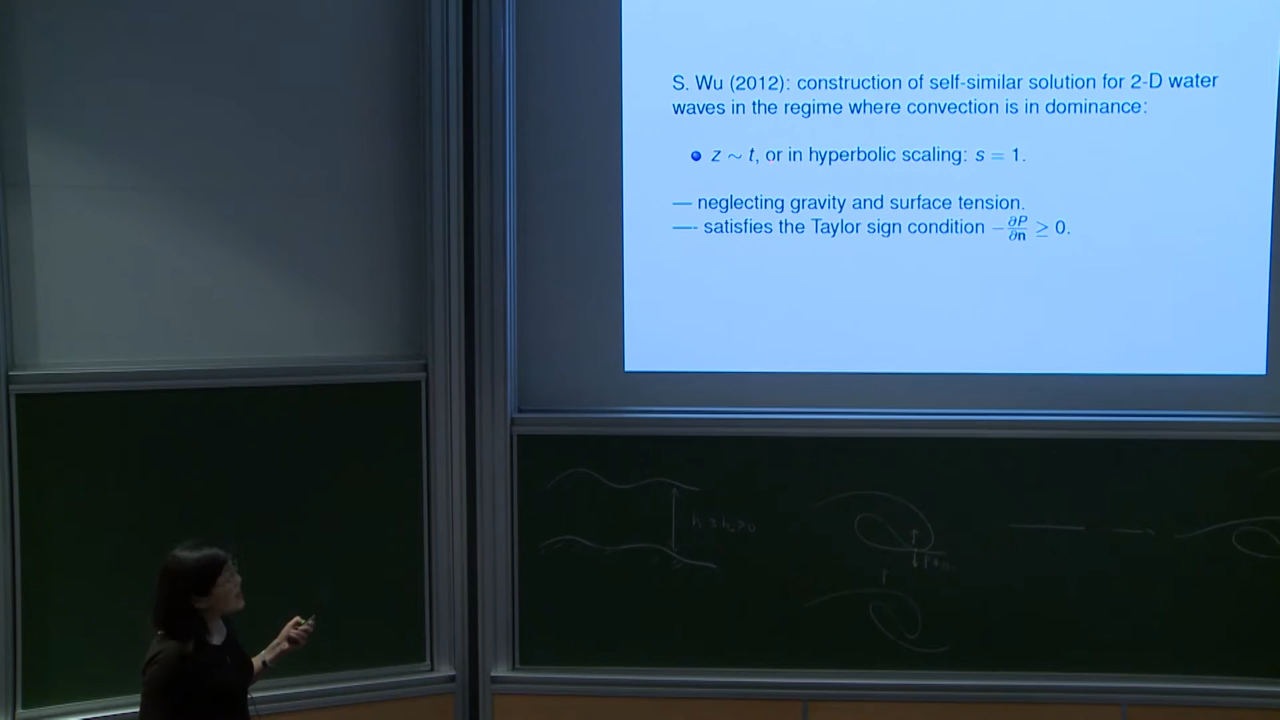 S. Wu (2012): construction of self-similar solution for 2-D water
waves in the regime where convection is in dominance:
• z ∼ t, or in hyperbolic scaling: s = 1.
— neglecting gravity and surface tension.
—- satisfies the Taylor sign condition −∂P/∂n ≥ 0.